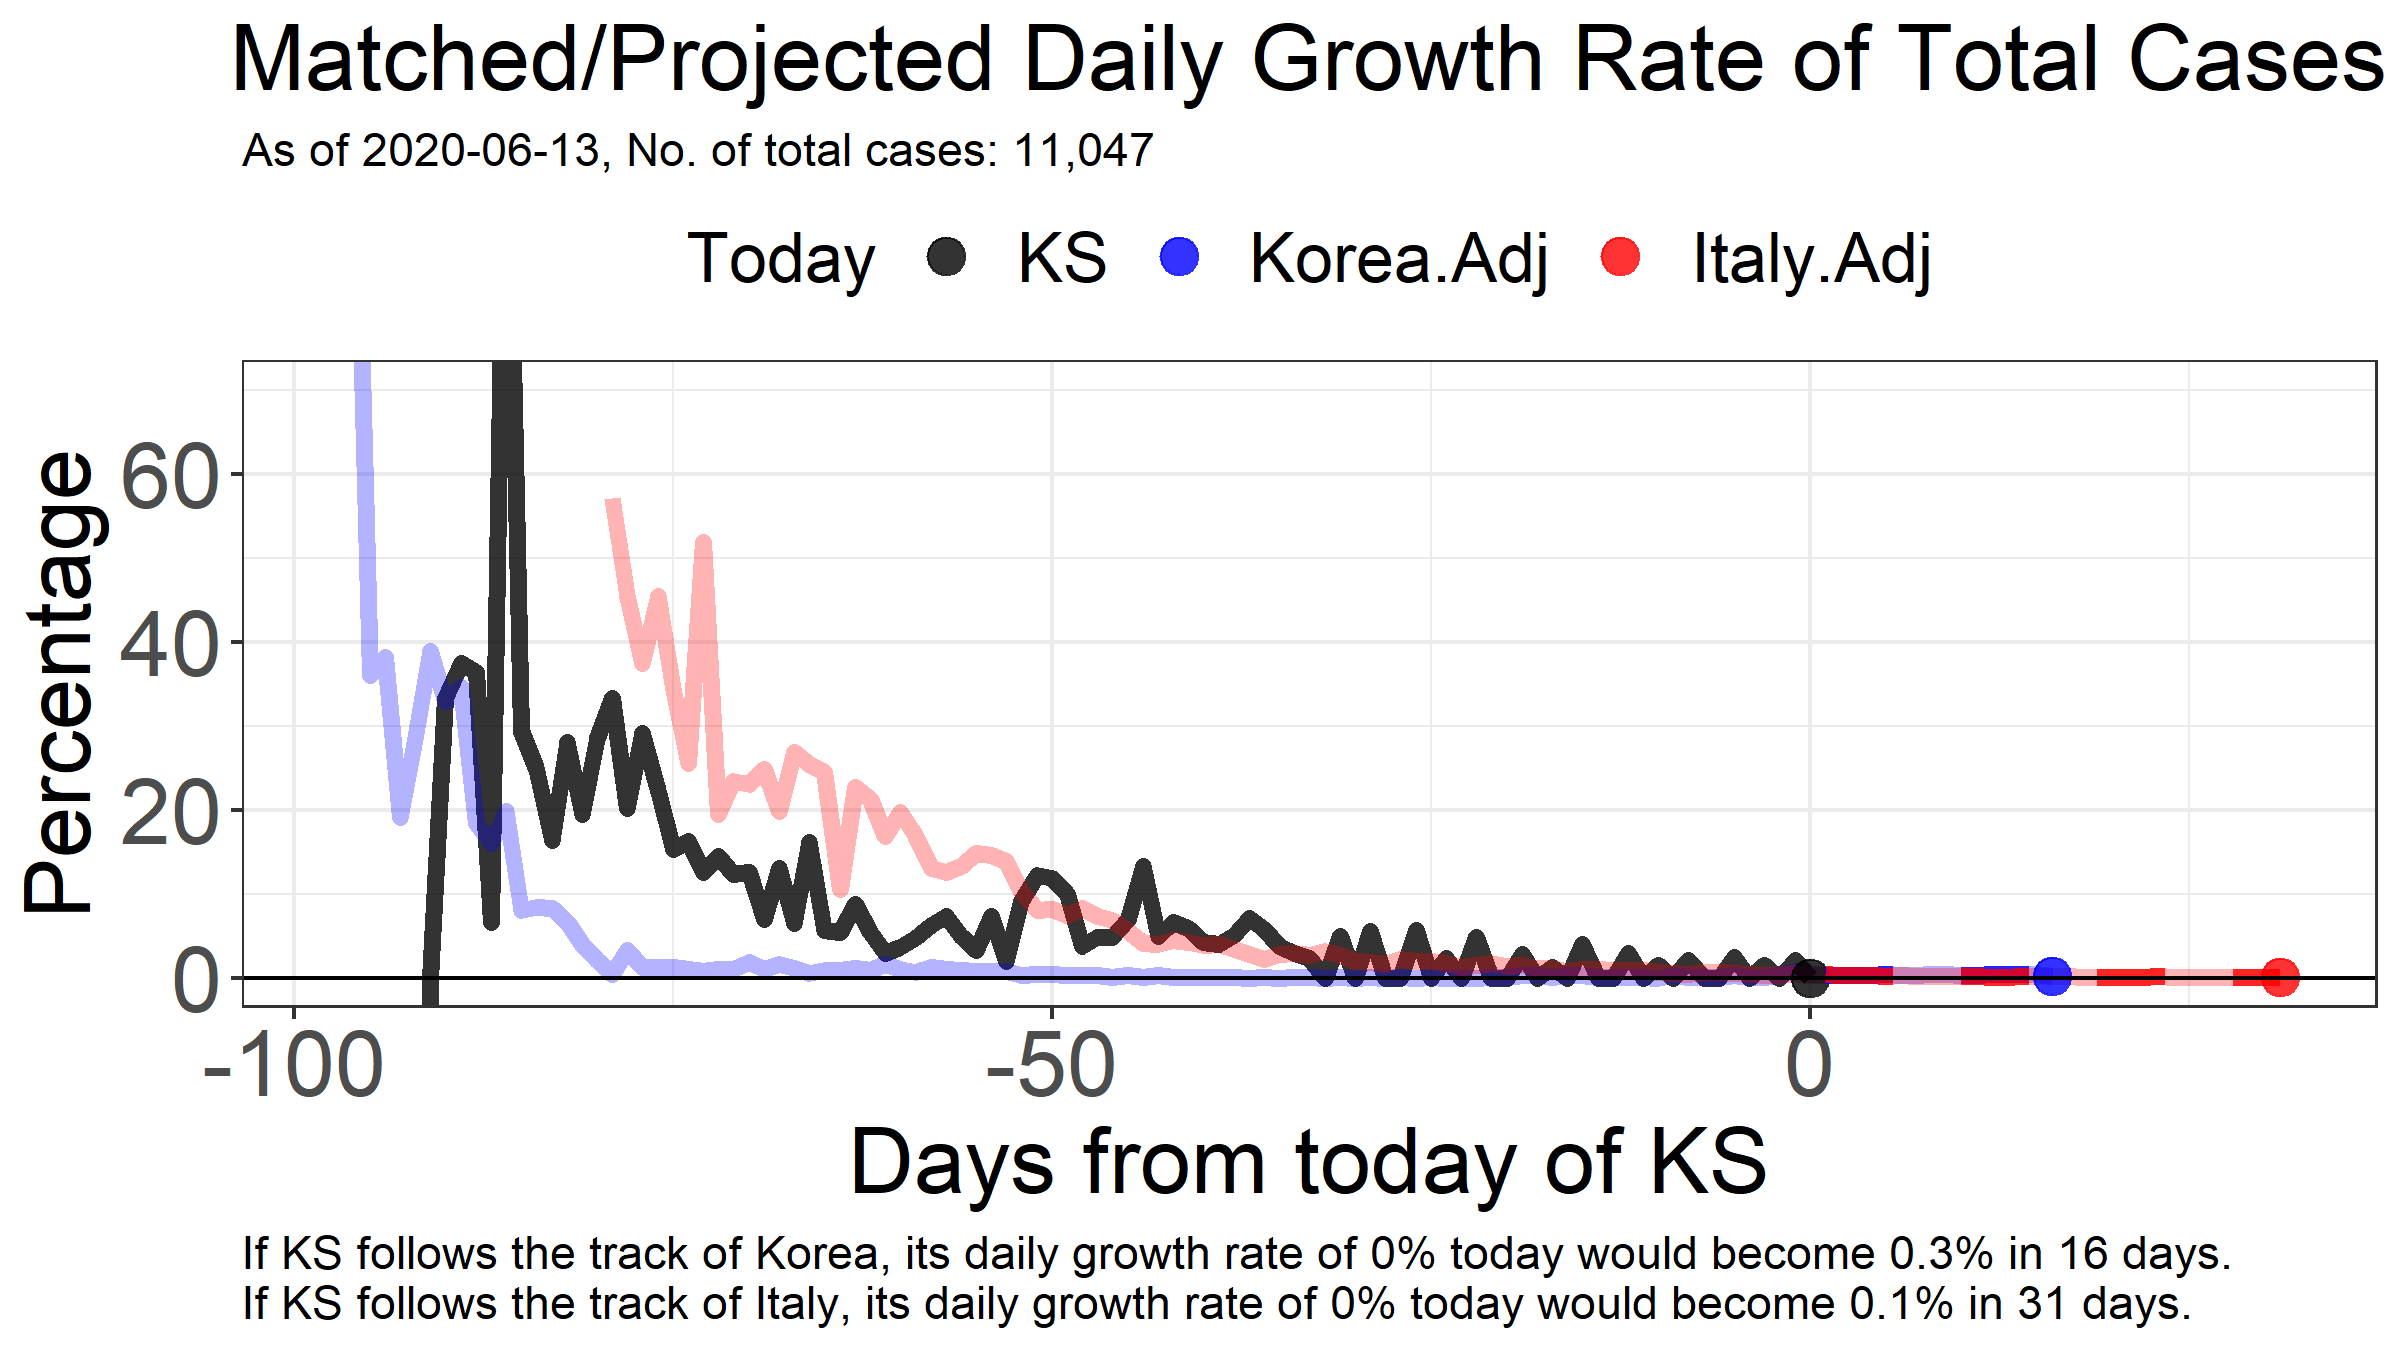 Matched/Projected Daily Growth Rate of Total Cases
As of 2020-06-13, No. of total cases: 11,047
Today KS Korea.Adj Italy.Adj
Percentage
60
40
20
0
-100 -50 0
Days from today of KS
If KS follows the track of Korea, its daily growth rate of 0% today would become 0.3% in 16 days.
If KS follows the track of Italy, its daily growth rate of 0% today would become 0.1% in 31 days.